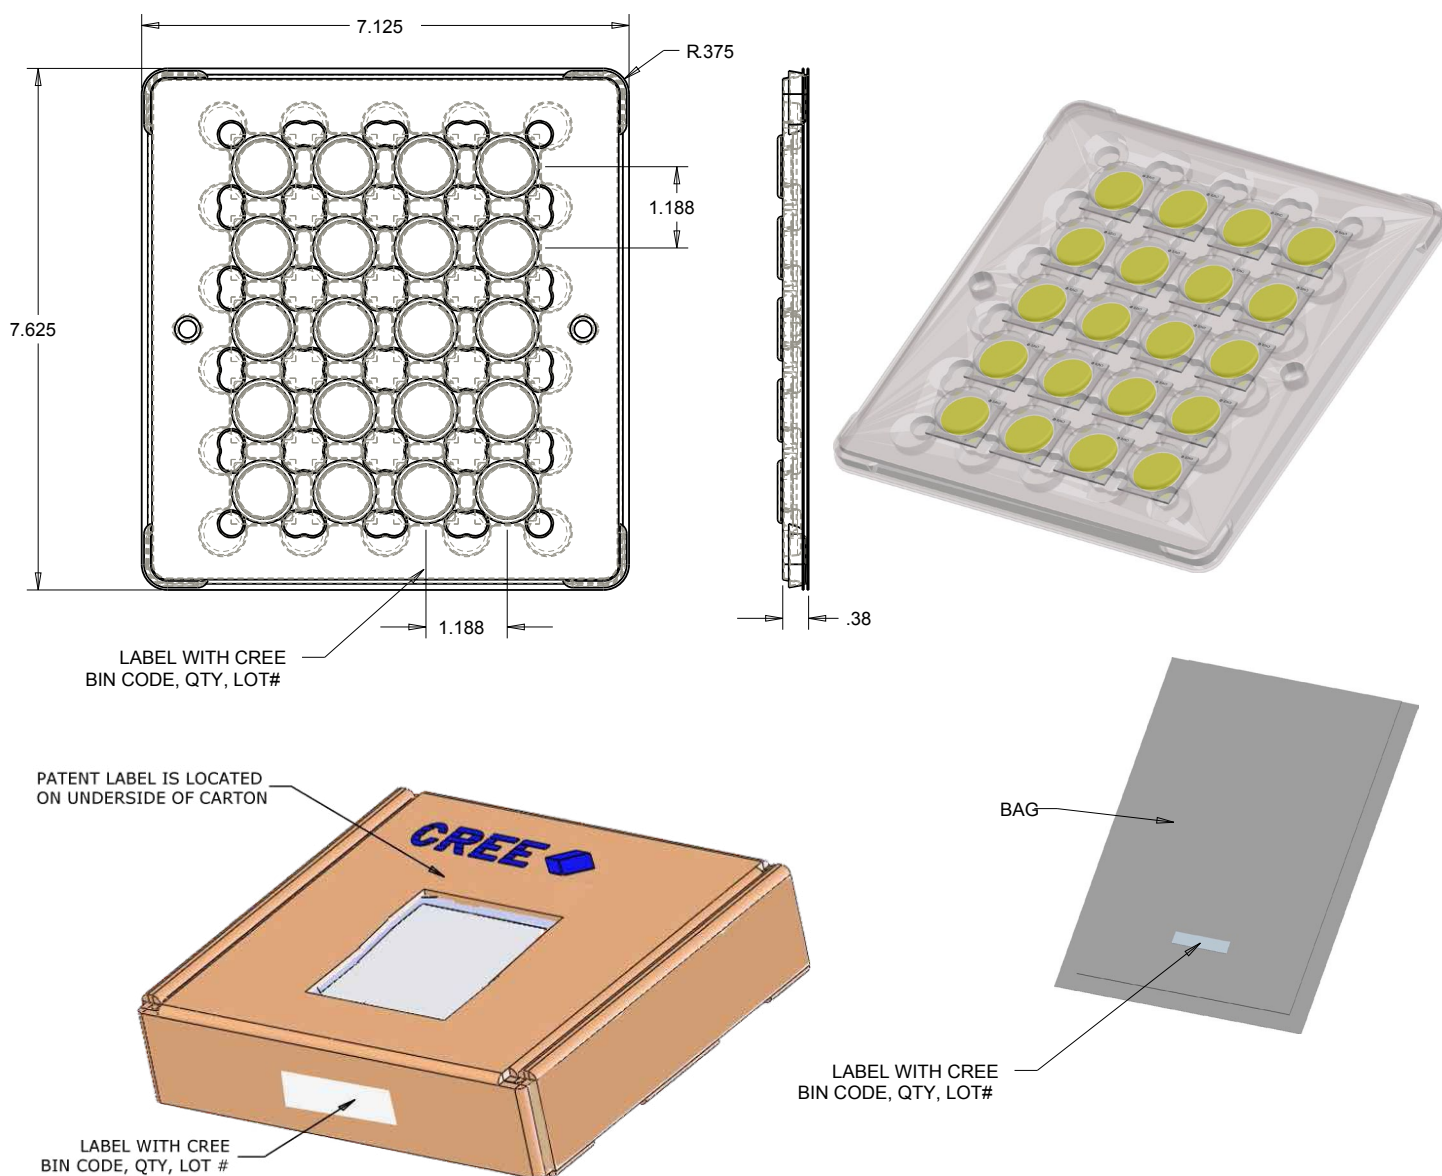 7.125
R.375
7.625
1.188
1.188
.38
LABEL WITH CREE
BIN CODE, QTY, LOT#
PATENT LABEL IS LOCATED
ON UNDERSIDE OF CARTON
CREE
BAG
LABEL WITH CREE
BIN CODE, QTY, LOT#
LABEL WITH CREE
BIN CODE, QTY, LOT #